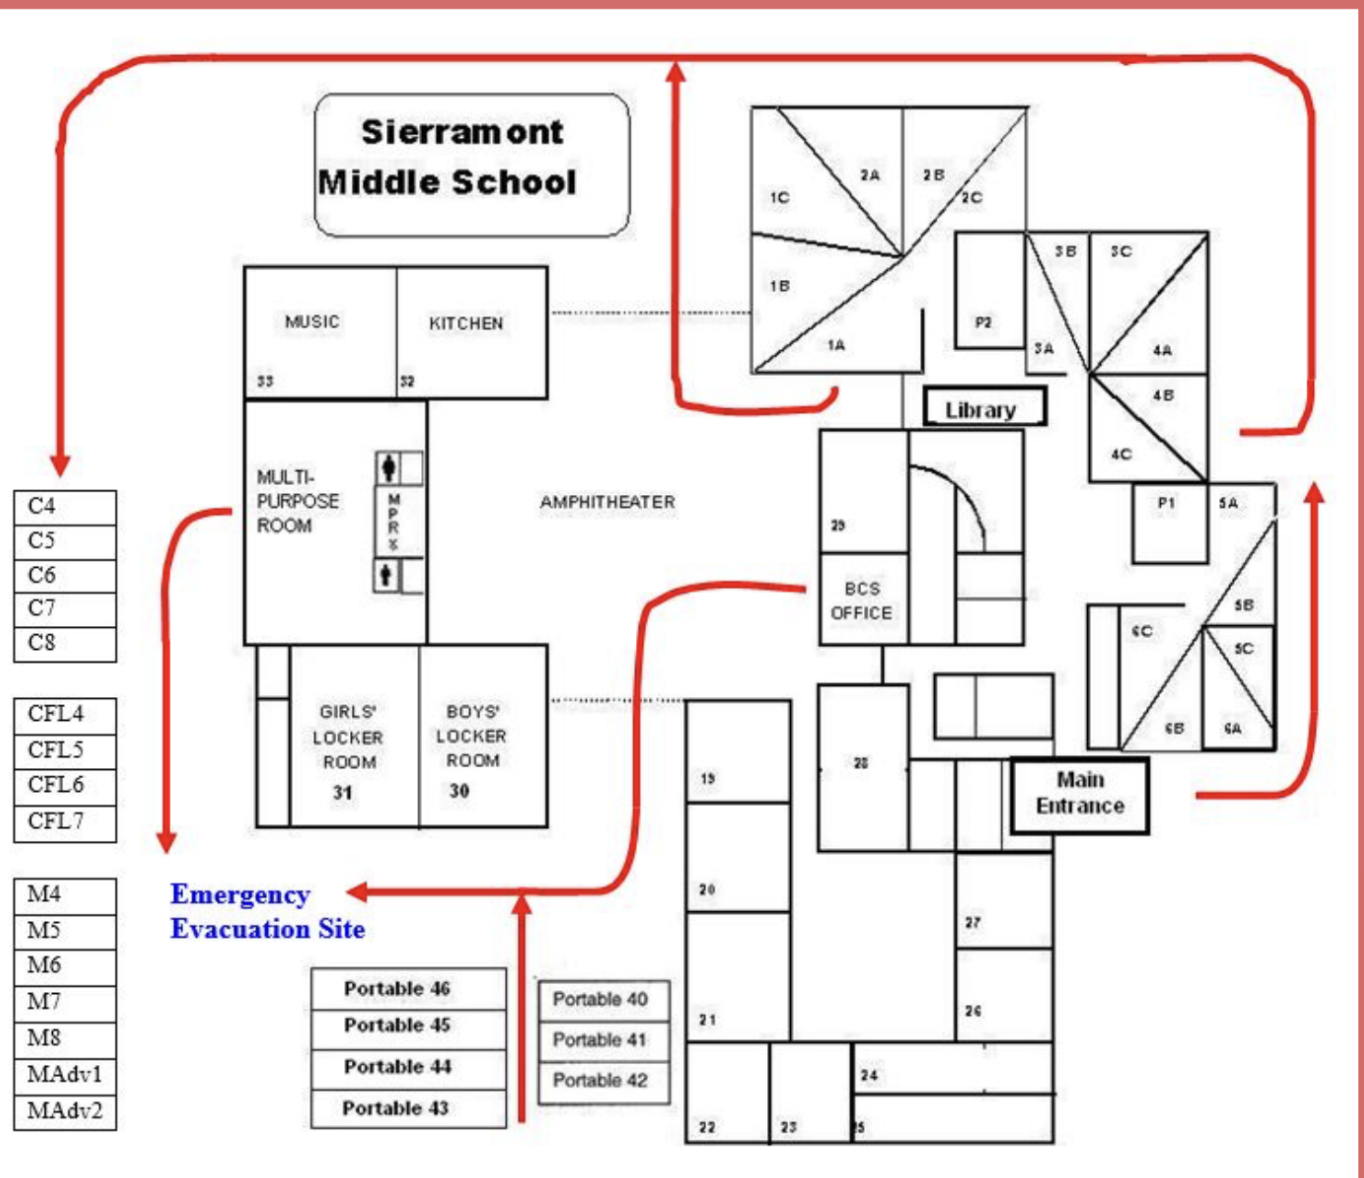 Sierramont
Middle School
1C
2A
2B
2C
1B
1A
P2
3A
3B
3C
4A
4B
4C
MUSIC
33
KITCHEN
32
Library
MULTI-
PURPOSE
ROOM
AMPHITHEATER
29
BCS
OFFICE
P1
5A
5B
5C
6C
6B
6A
C4
C5
C6
C7
C8
CFL4
CFL5
CFL6
CFL7
M4
M5
M6
M7
M8
MAdv1
MAdv2
GIRLS'
LOCKER
ROOM
31
BOYS'
LOCKER
ROOM
30
19
20
21
22
23
24
26
27
28
Main
Entrance
Emergency
Evacuation Site
Portable 46
Portable 45
Portable 44
Portable 43
Portable 40
Portable 41
Portable 42